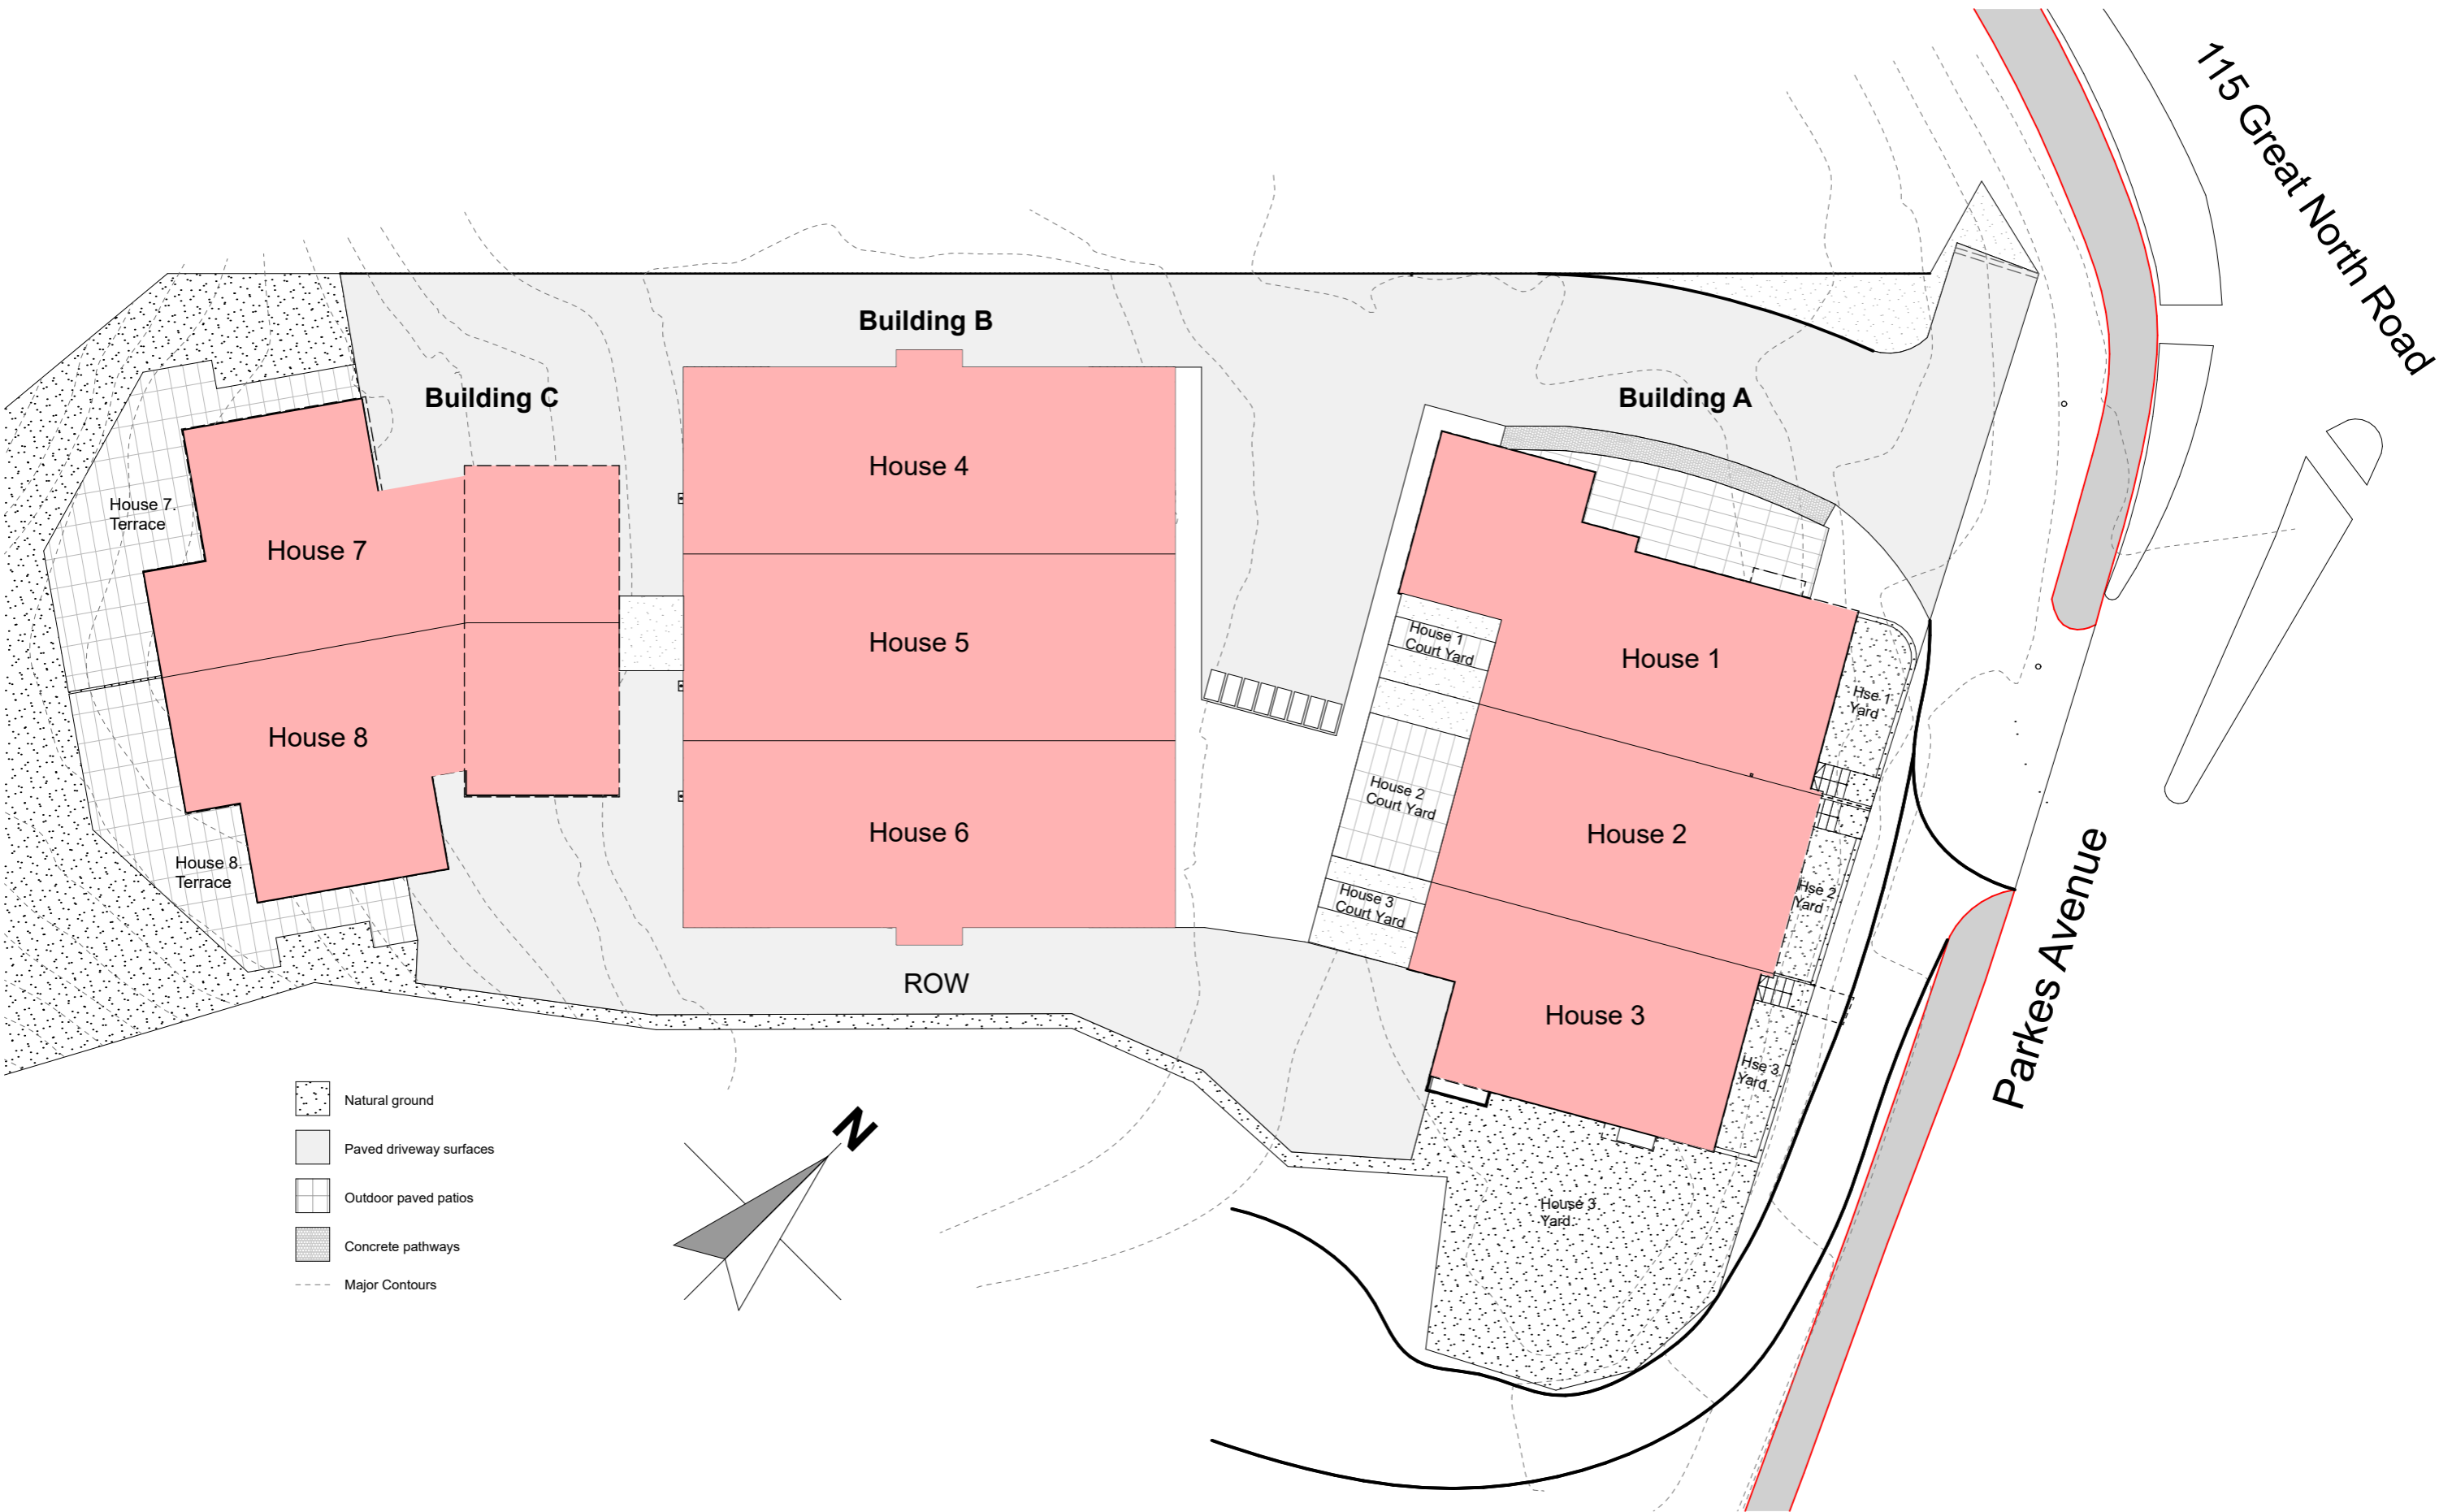 115 Great North Road
Building B
Building C
Building A
House 4
House 7.
Terrace
House 7
House 5
House 1
Court Yard
House 1
Hse 1
Yard
House 8
House 2
Court Yard
House 6
House 2
Hse 2
Yard
House 8.
Terrace
House 3
Court Yard
ROW
House 3
Parkes Avenue
Hse 3
Yard
Natural ground
Paved driveway surfaces
Outdoor paved patios
Concrete pathways
Major Contours
N
House 3
Yard